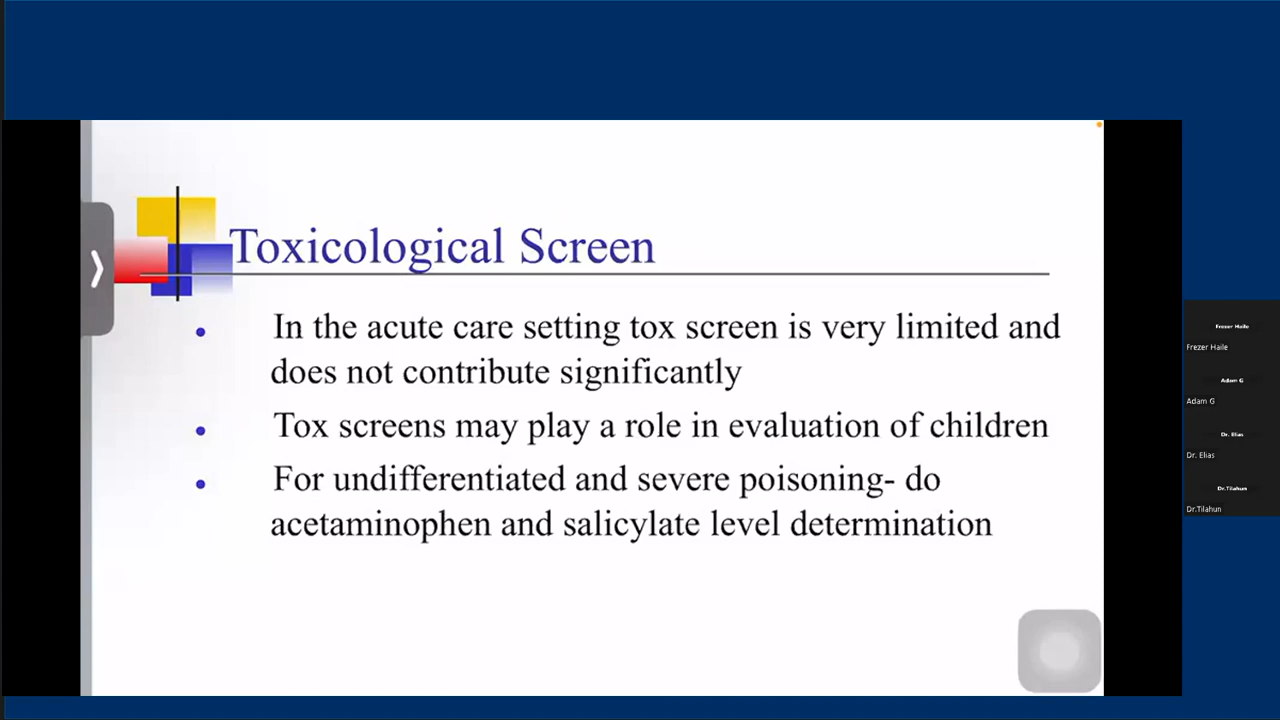 Toxicological Screen
• In the acute care setting tox screen is very limited and
does not contribute significantly
• Tox screens may play a role in evaluation of children
• For undifferentiated and severe poisoning- do
acetaminophen and salicylate level determination
Frezer Haile
Frezer Haile
Adam G
Adam G
Dr. Elias
Dr. Elias
Dr.Tilahun
Dr.Tilahun